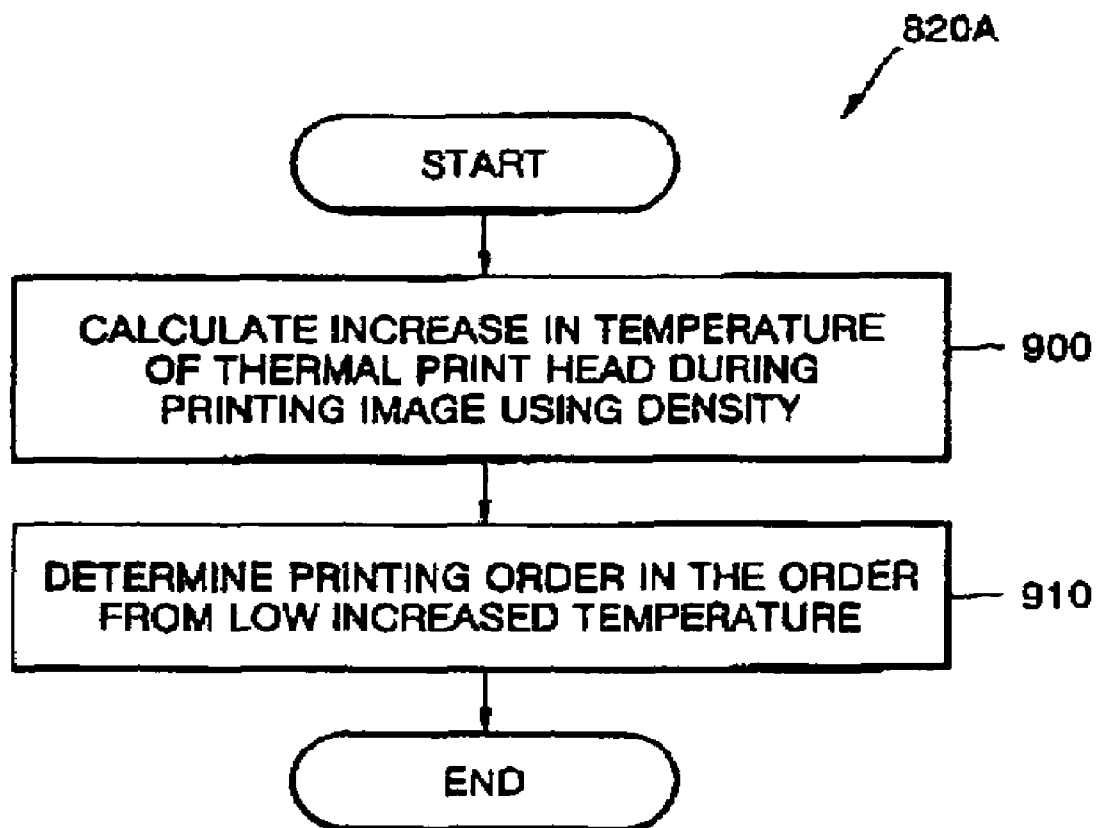 820A
START
CALCULATE INCREASE IN TEMPERATURE
OF THERMAL PRINT HEAD DURING
PRINTING IMAGE USING DENSITY
900
DETERMINE PRINTING ORDER IN THE ORDER
FROM LOW INCREASED TEMPERATURE
910
END